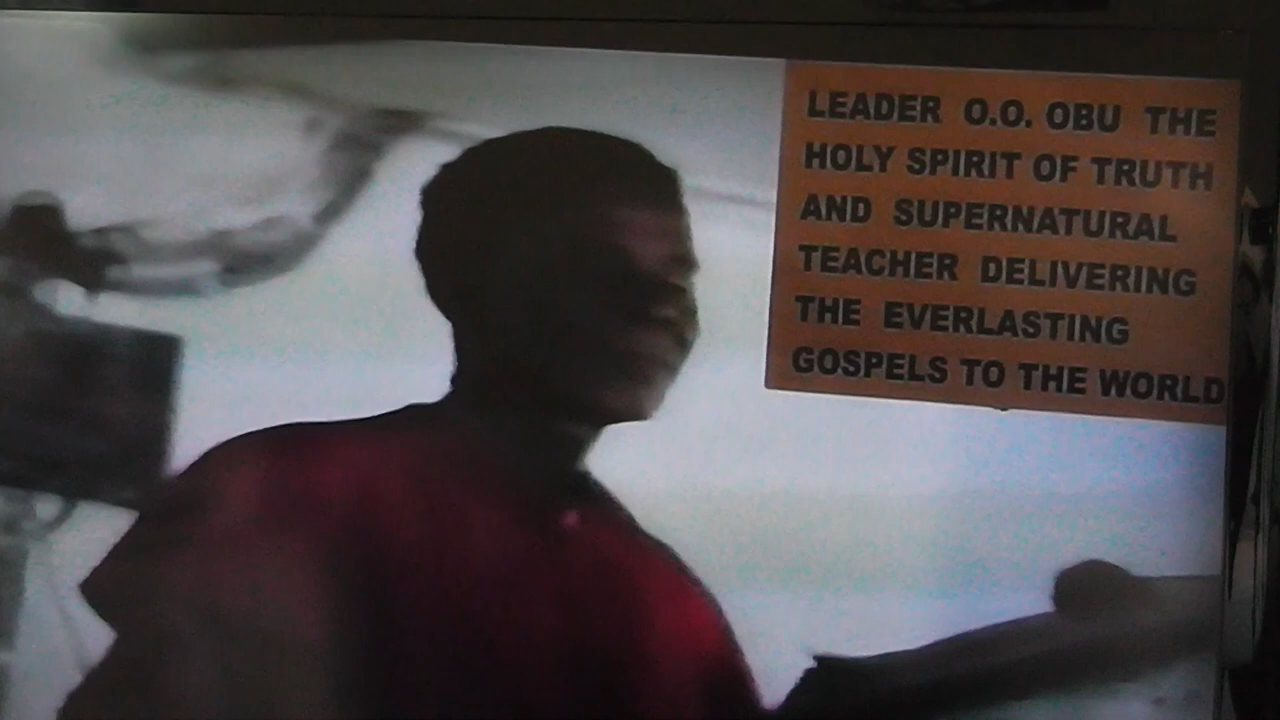 LEADER O.O. OBU THE
HOLY SPIRIT OF TRUTH
AND SUPERNATURAL
TEACHER DELIVERING
THE EVERLASTING
GOSPELS TO THE WORLD